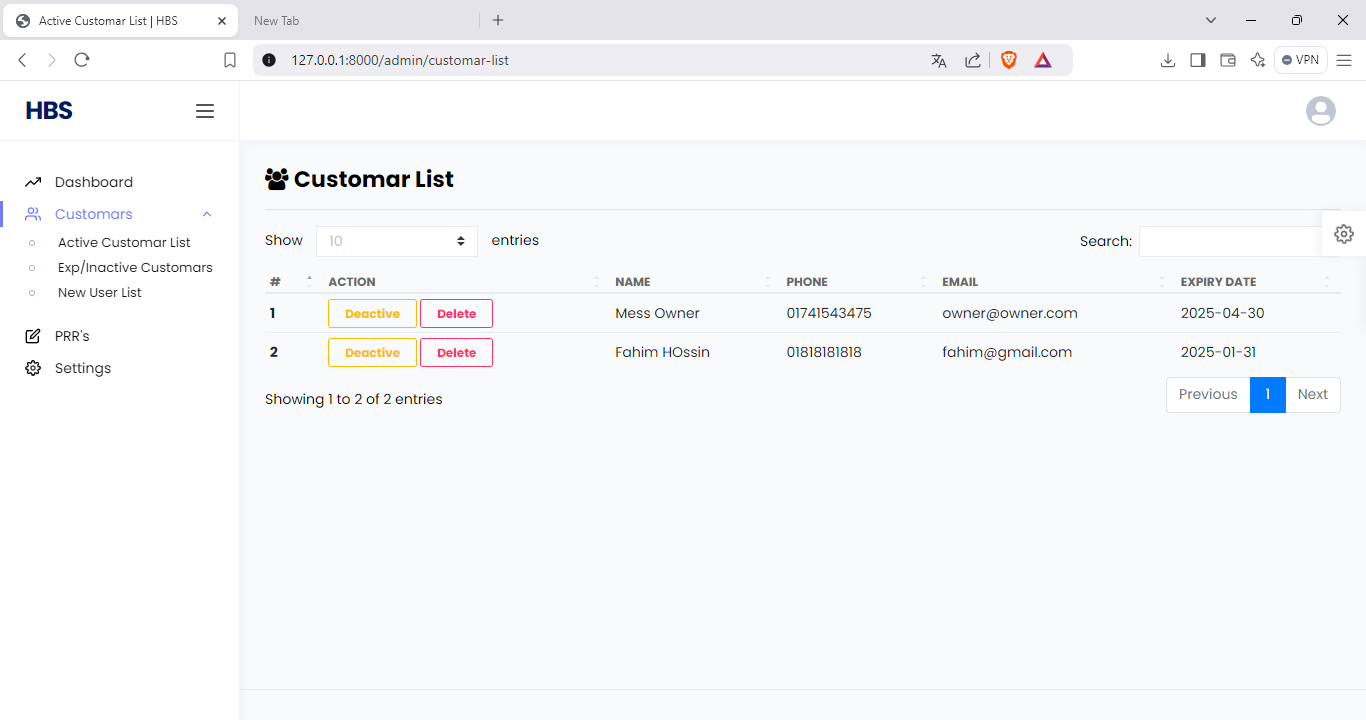 Active Customar List | HBS
New Tab
127.0.0.1:8000/admin/customar-list
VPN
HBS
Dashboard
Customars
Active Customar List
Exp/Inactive Customars
New User List
PRR's
Settings
Customar List
Show 10 entries
Search:
# ACTION NAME PHONE EMAIL EXPIRY DATE
1 Deactive Delete Mess Owner 01741543475 owner@owner.com 2025-04-30
2 Deactive Delete Fahim HOssin 01818181818 fahim@gmail.com 2025-01-31
Showing 1 to 2 of 2 entries
Previous 1 Next